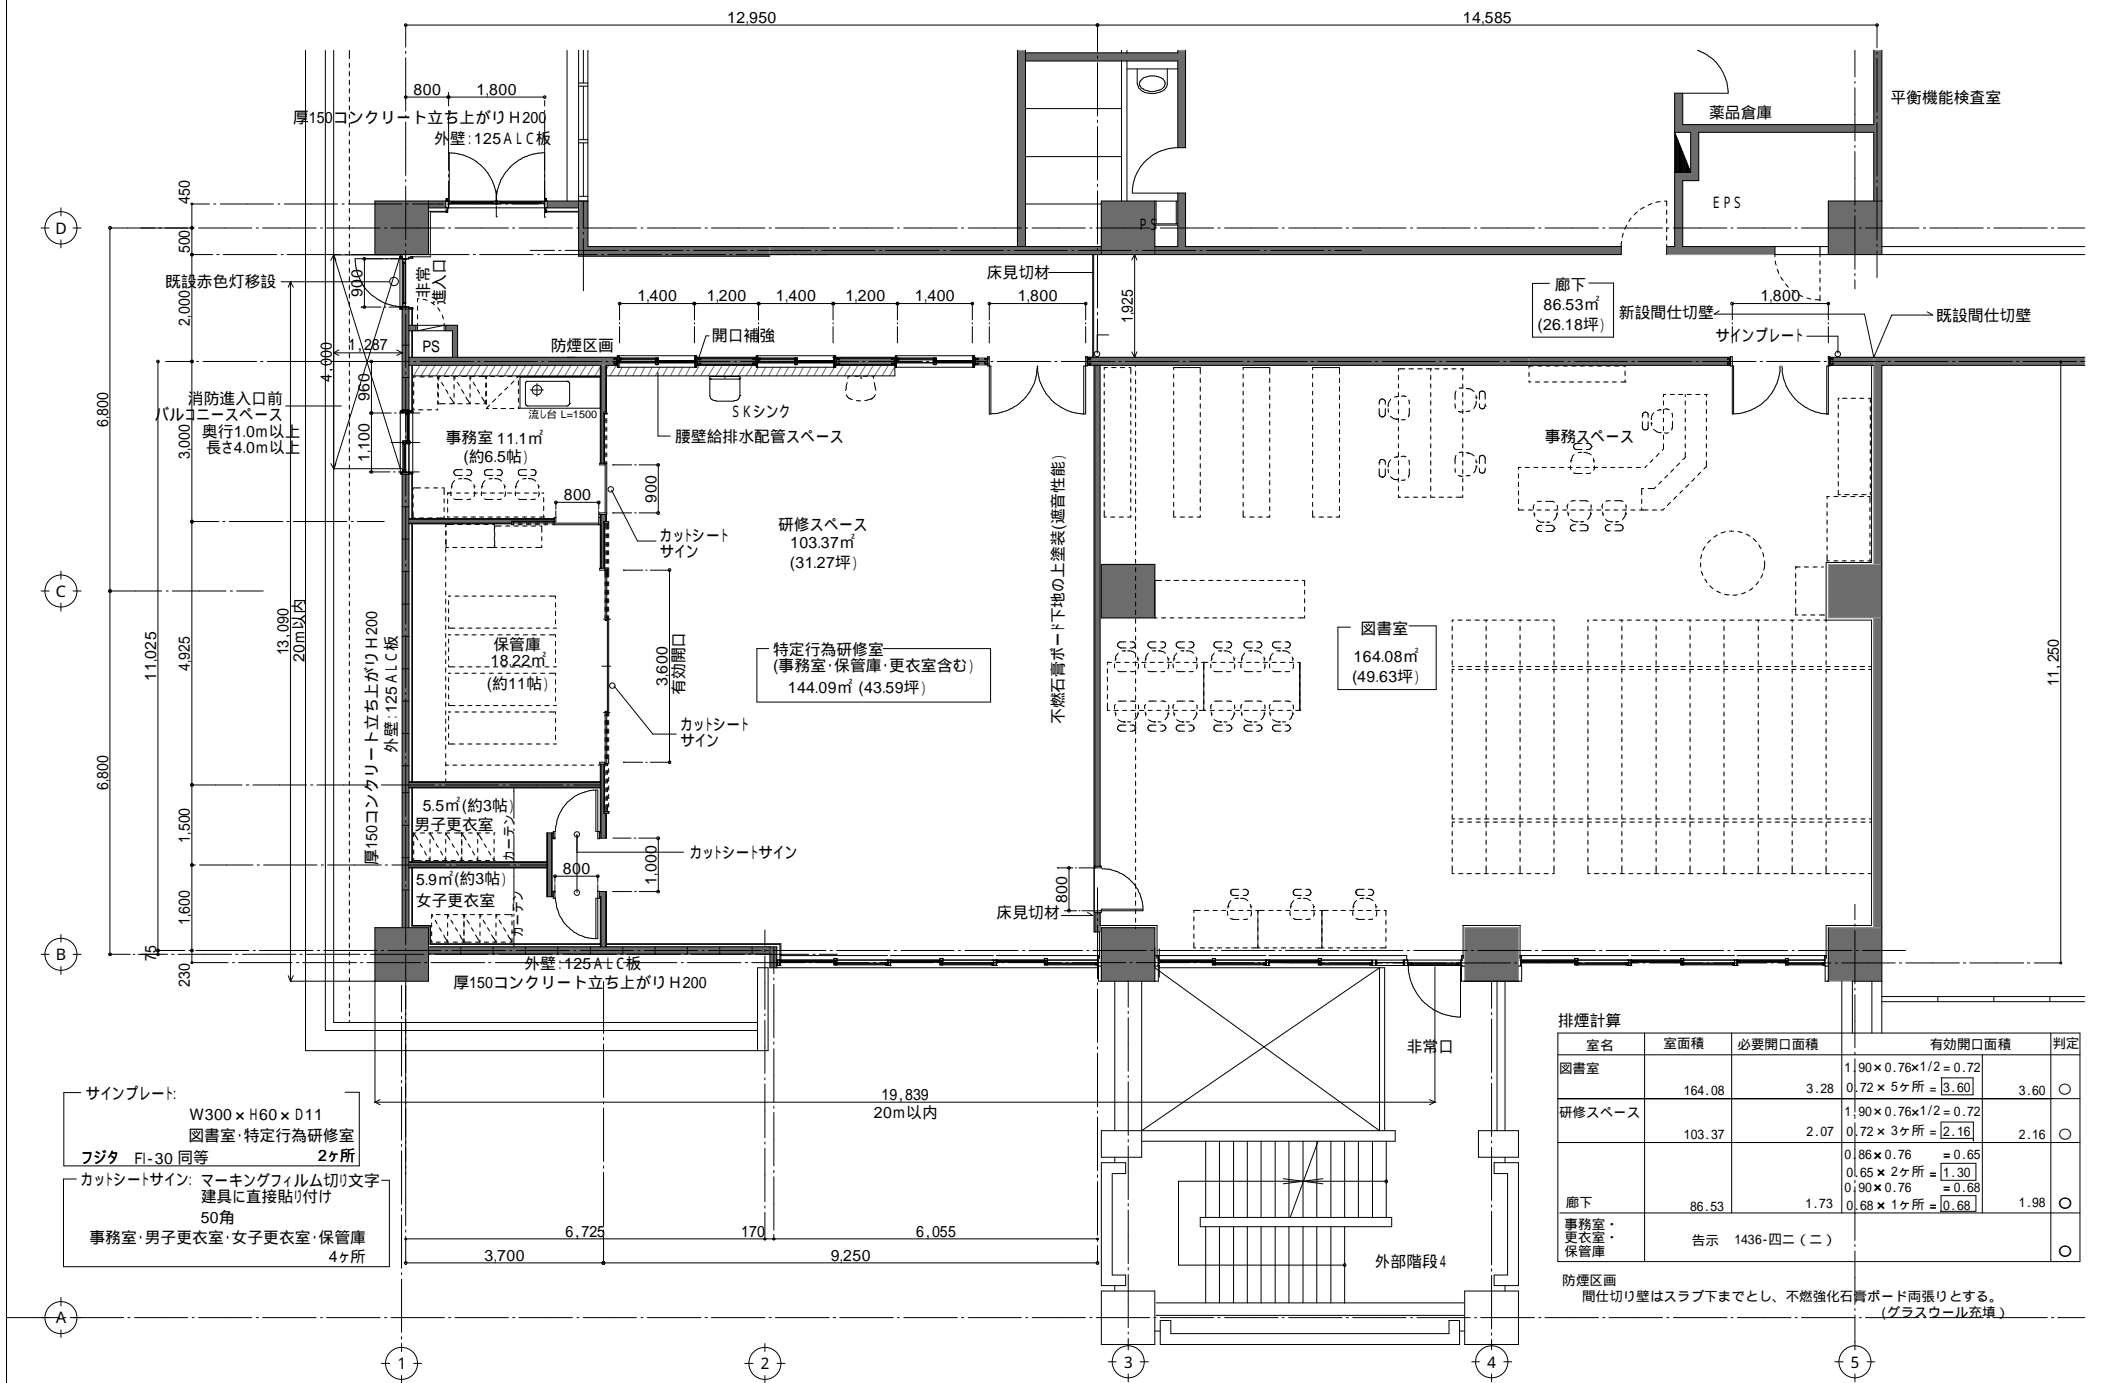 12,950
14,585
800
1,800
厚150コンクリート立ち上がりH200
外壁:125ALC板
平衡機能検査室
薬品倉庫
EPS
PS
450
500
2,000
D
既設赤色灯移設
900
非常
進入口
床見切材
1,925
1,400
1,200
1,400
1,200
1,400
1,800
廊下
86.53㎡
(26.18坪)
新設間仕切壁
1,800
既設間仕切壁
サインプレート
PS
防煙区画
開口補強
1,287
4,000
960
消防進入口前
バルコニースペース
奥行1.0m以上
長さ4.0m以上
1,100
3,000
6.800
流し台 L=1500
SKシンク
腰壁給排水配管スペース
事務室 11.1㎡
(約6.5帖)
800
900
カットシート
サイン
研修スペース
103.37㎡
(31.27坪)
不燃石膏ボード下地の上塗装(遮音性能)
事務スペース
C
11,025
4,925
13,090
20m以内
厚150コンクリート立ち上がりH200
外壁:125ALC板
保管庫
18.22㎡
(約11帖)
3,600
有効開口
特定行為研修室
(事務室·保管庫·更衣室含む)
144.09㎡ (43.59坪)
図書室
164.08㎡
(49.63坪)
11,250
カットシート
サイン
6.800
1,500
5.5㎡(約3帖)
男子更衣室
カーテン
1.000
カットシートサイン
800
1,600
5.9㎡(約3帖)
女子更衣室
カーテン
800
床見切材
B
75
230
外壁:125ALC板
厚150コンクリート立ち上がりH200
非常口
19,839
20m以内
サインプレート:
W300×H60×D11
図書室·特定行為研修室
フジタ FI-30 同等 2ヶ所
カットシートサイン: マーキングフィルム切り文字
建具に直接貼り付け
50角
事務室·男子更衣室·女子更衣室·保管庫
4ヶ所
6,725
170
6,055
3,700
9,250
外部階段4
排煙計算
室名 室面積 必要開口面積 有効開口面積 判定
図書室 1.90×0.76×1/2=0.72
164.08 3.28 0.72×5ヶ所=3.60 3.60 ○
研修スペース 1.90×0.76×1/2=0.72
103.37 2.07 0.72×3ヶ所=2.16 2.16 ○
0.86×0.76 =0.65
0.65×2ヶ所=1.30
0.90×0.76 =0.68
廊下 86.53 1.73 0.68×1ヶ所=0.68 1.98 ○
事務室・
更衣室・
保管庫
告示 1436-四二(二) ○
防煙区画
間仕切り壁はスラブ下までとし、不燃強化石膏ボード両張りとする。
(グラスウール充填)
A
1
2
3
4
5